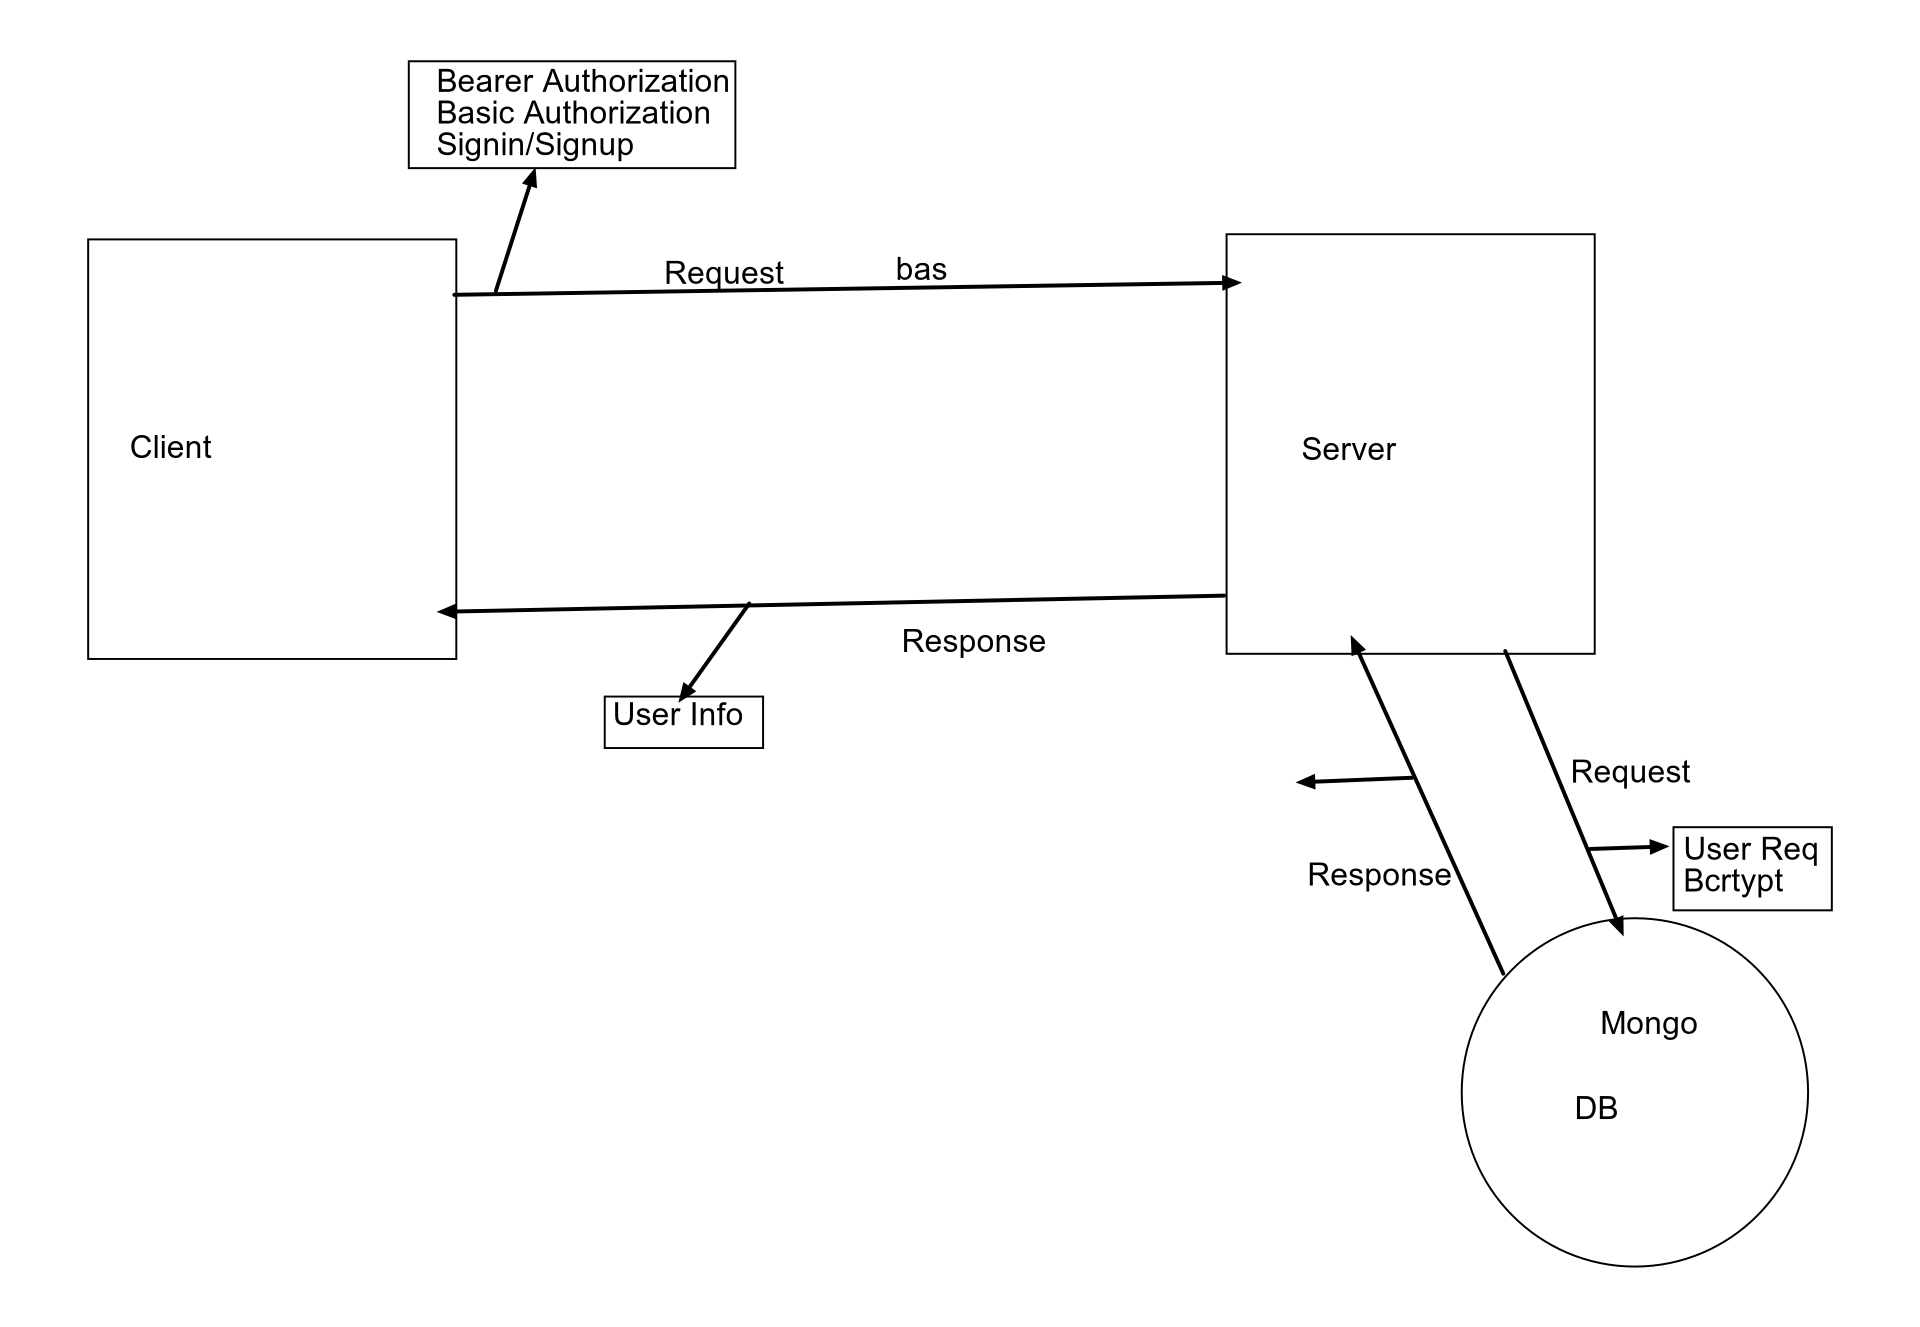 Bearer Authorization
Basic Authorization
Signin/Signup
Request
bas
Client
Server
Response
User Info
Request
User Req
Bcrtypt
Response
Mongo
DB